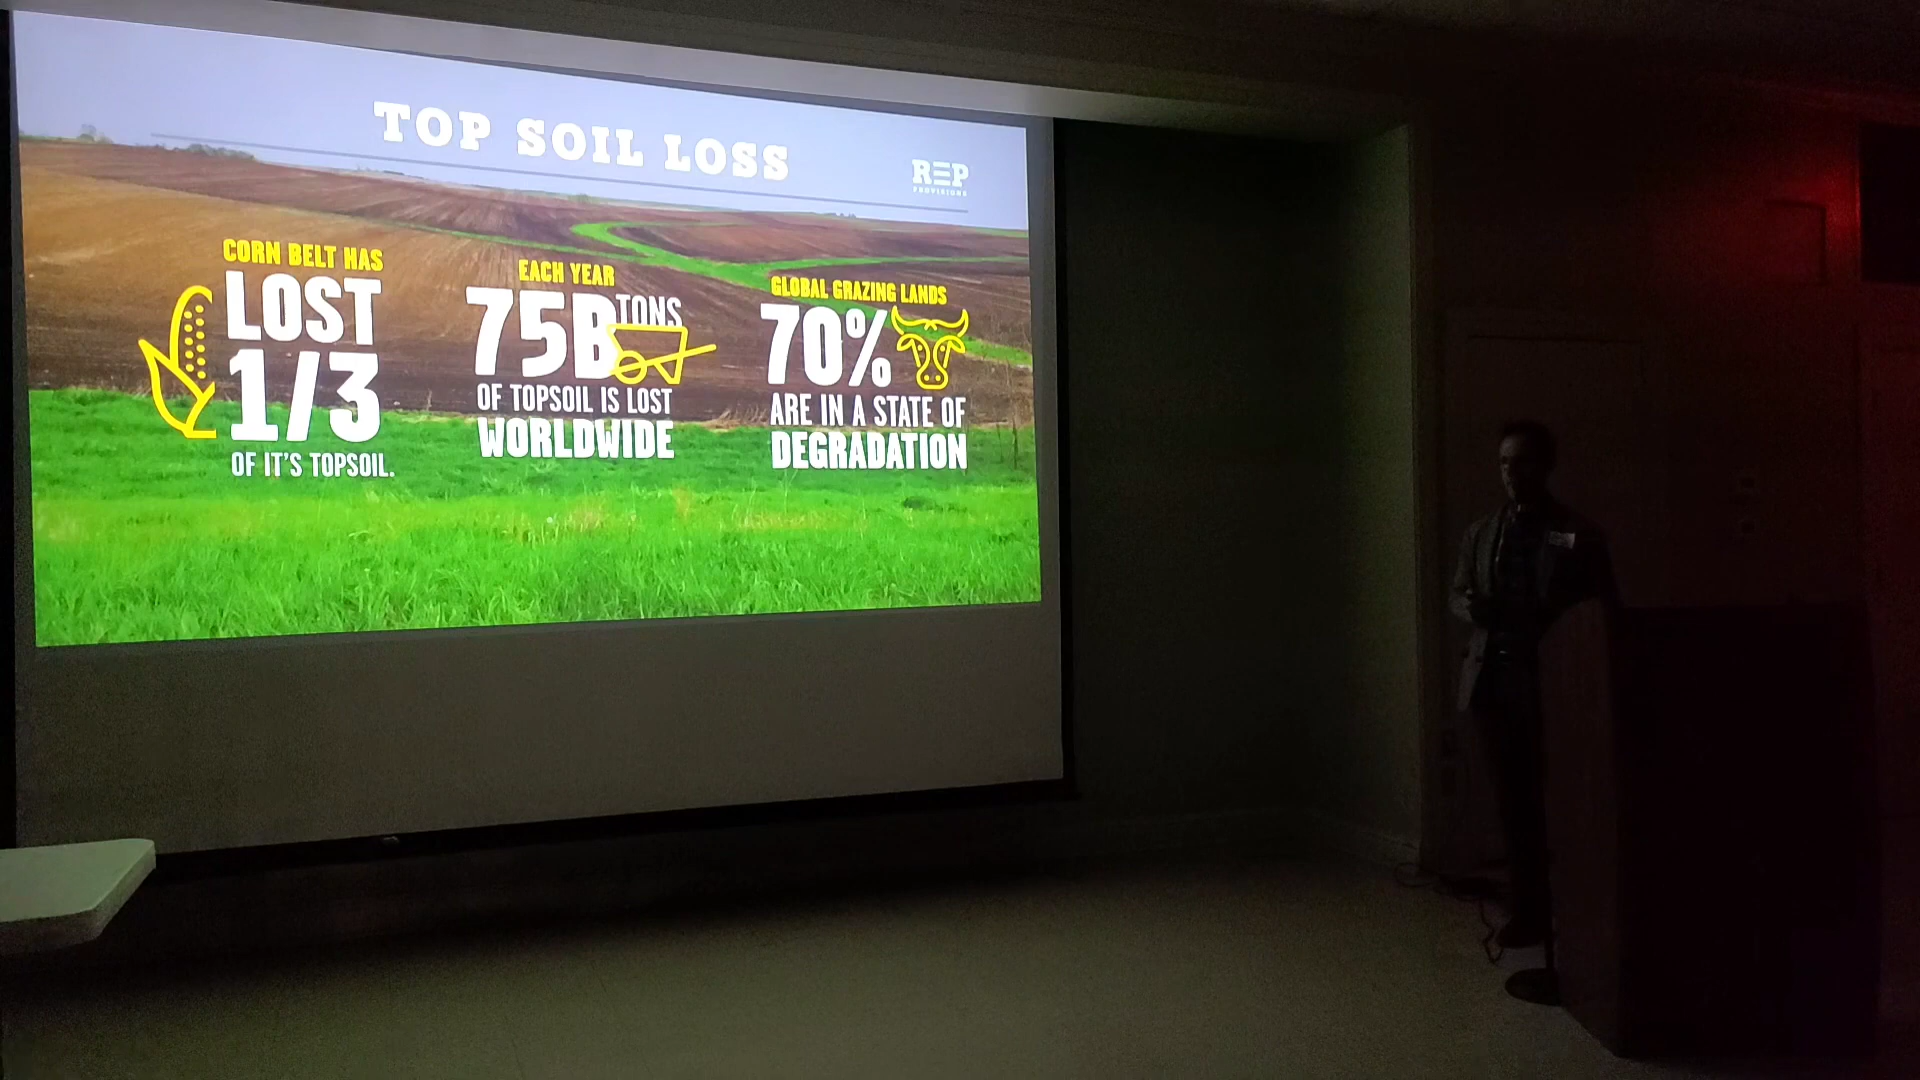 TOP SOIL LOSS
REP
PROVISIONS
CORN BELT HAS
LOST
1/3
OF IT'S TOPSOIL.
EACH YEAR
75B TONS
OF TOPSOIL IS LOST
WORLDWIDE
GLOBAL GRAZING LANDS
70%
ARE IN A STATE OF
DEGRADATION